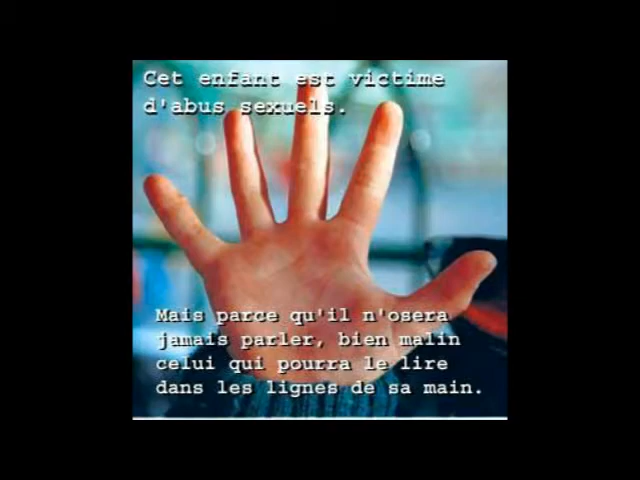 Cet enfant est victime
d'abus sexuels.
Mais parce qu'il n'osera
jamais parler, bien malin
celui qui pourra le lire
dans les lignes de sa main.